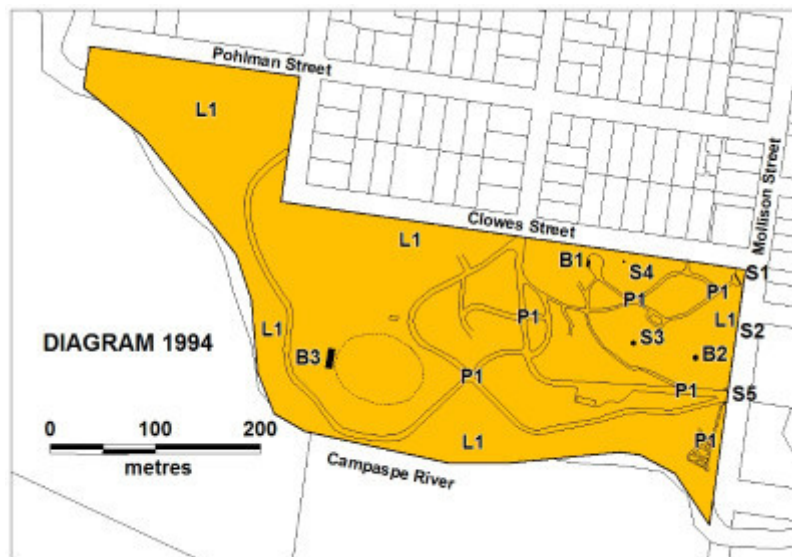 Pohlman Street
L1
Mollison Street
Clowes Street
L1
B1
S4
S1
P1
P1
L1
P1
S2
L1
DIAGRAM 1994
S3
B2
B3
P1
P1
S5
0 100 200
metres
L1
P1
Campaspe River